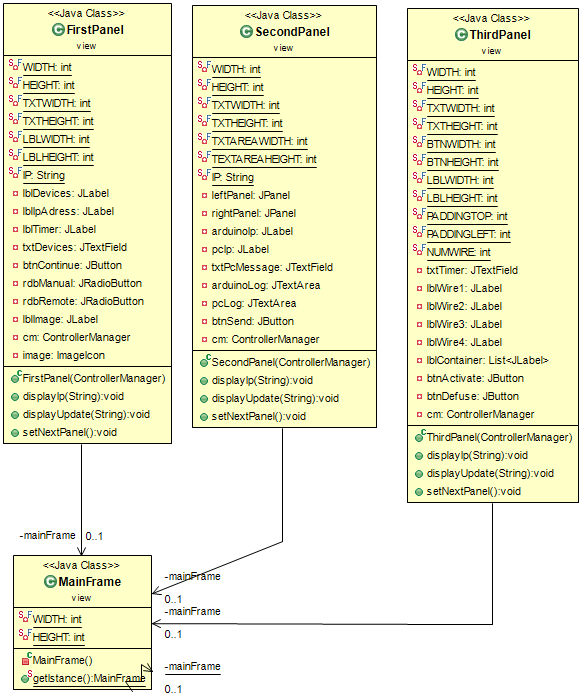 <<Java Class>>
FirstPanel
view
WIDTH: int
HEIGHT: int
TXTWIDTH: int
TXTHEIGHT: int
LBLWIDTH: int
LBLHEIGHT: int
IP: String
lblDevices: JLabel
lblIpAdress: JLabel
lblTimer: JLabel
txtDevices: JTextField
btnContinue: JButton
rdbManual: JRadioButton
rdbRemote: JRadioButton
lblImage: JLabel
cm: ControllerManager
image: ImageIcon
FirstPanel(ControllerManager)
displayIp(String):void
displayUpdate(String):void
setNextPanel():void
<<Java Class>>
SecondPanel
view
WIDTH: int
HEIGHT: int
TXTWIDTH: int
TXTHEIGHT: int
TXTAREAWIDTH: int
TEXTAREAHEIGHT: int
IP: String
leftPanel: JPanel
rightPanel: JPanel
arduinoIp: JLabel
pcIp: JLabel
txtPcMessage: JTextField
arduinoLog: JTextArea
pcLog: JTextArea
btnSend: JButton
cm: ControllerManager
SecondPanel(ControllerManager)
displayIp(String):void
displayUpdate(String):void
setNextPanel():void
<<Java Class>>
ThirdPanel
view
WIDTH: int
HEIGHT: int
TXTWIDTH: int
TXTHEIGHT: int
BTNWIDTH: int
BTNHEIGHT: int
LBLWIDTH: int
LBLHEIGHT: int
PADDINGTOP: int
PADDINGLEFT: int
NUMWIRE: int
txtTimer: JTextField
lblWire1: JLabel
lblWire2: JLabel
lblWire3: JLabel
lblWire4: JLabel
lblContainer: List<JLabel>
btnActivate: JButton
btnDefuse: JButton
cm: ControllerManager
ThirdPanel(ControllerManager)
displayIp(String):void
displayUpdate(String):void
setNextPanel():void
-mainFrame
0..1
<<Java Class>>
MainFrame
view
WIDTH: int
HEIGHT: int
MainFrame()
getIstance():MainFrame
-mainFrame
0..1
-mainFrame
0..1
-mainFrame
0..1